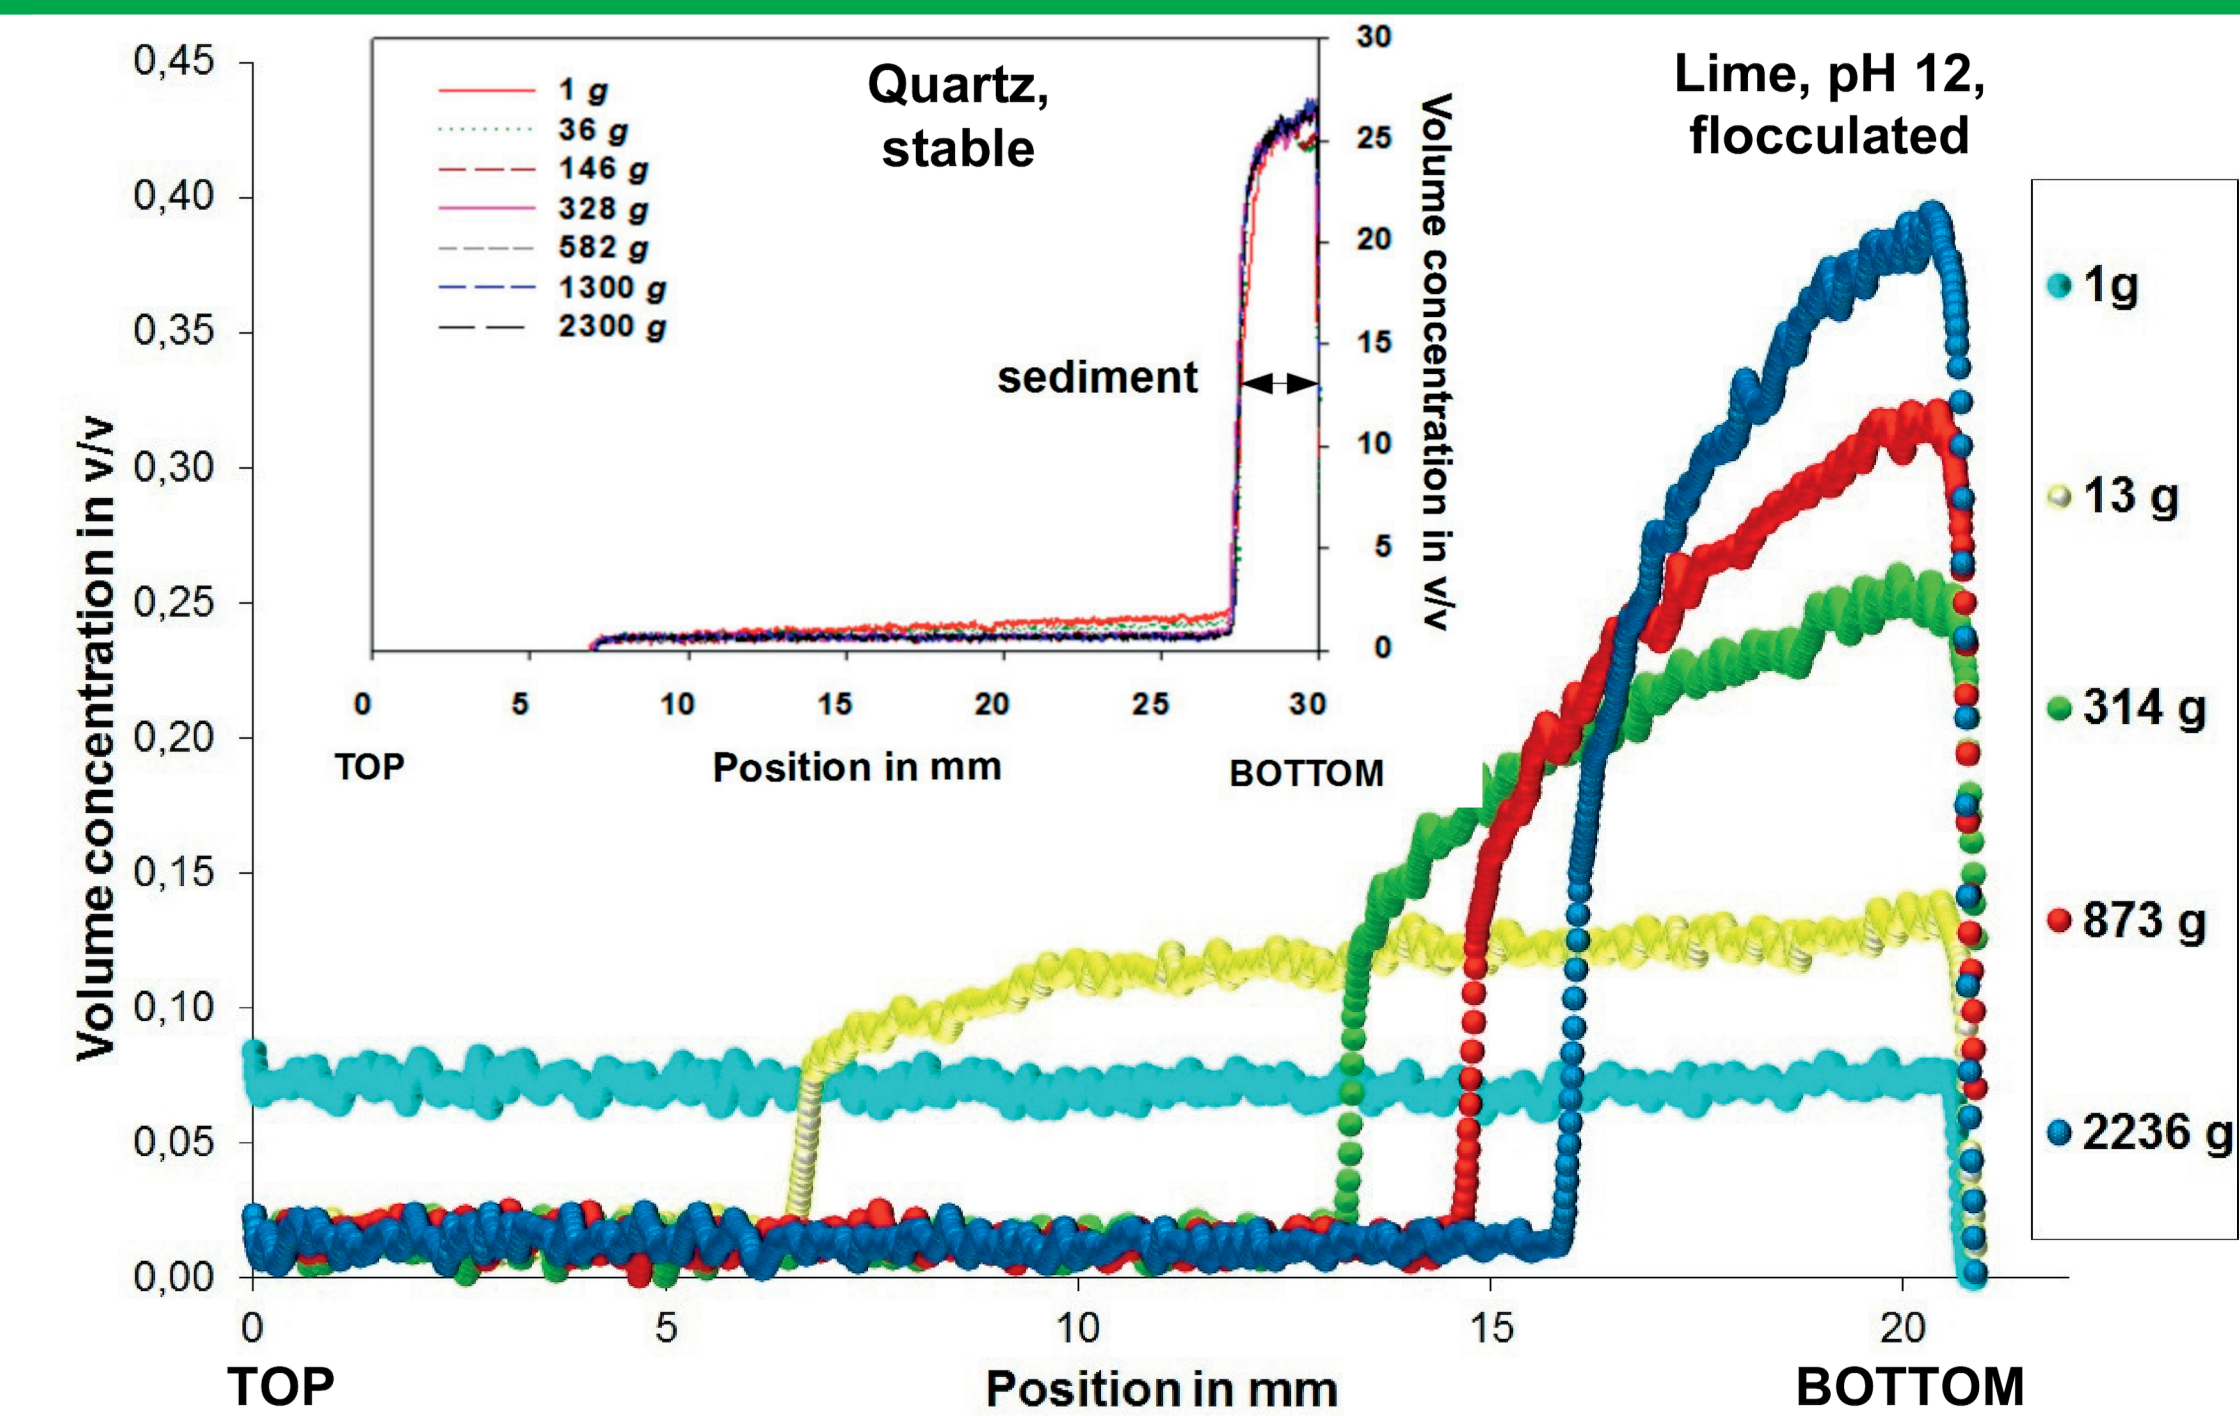 Quartz,
stable
1 g
36 g
146 g
328 g
582 g
1300 g
2300 g
sediment
30
25
20
15
10
5
0
Volume concentration in v/v
0 5 10 15 20 25 30
TOP Position in mm BOTTOM
Lime, pH 12,
flocculated
1g
13 g
314 g
873 g
2236 g
Volume concentration in v/v
0,45
0,40
0,35
0,30
0,25
0,20
0,15
0,10
0,05
0,00
0 5 10 15 20
TOP Position in mm BOTTOM